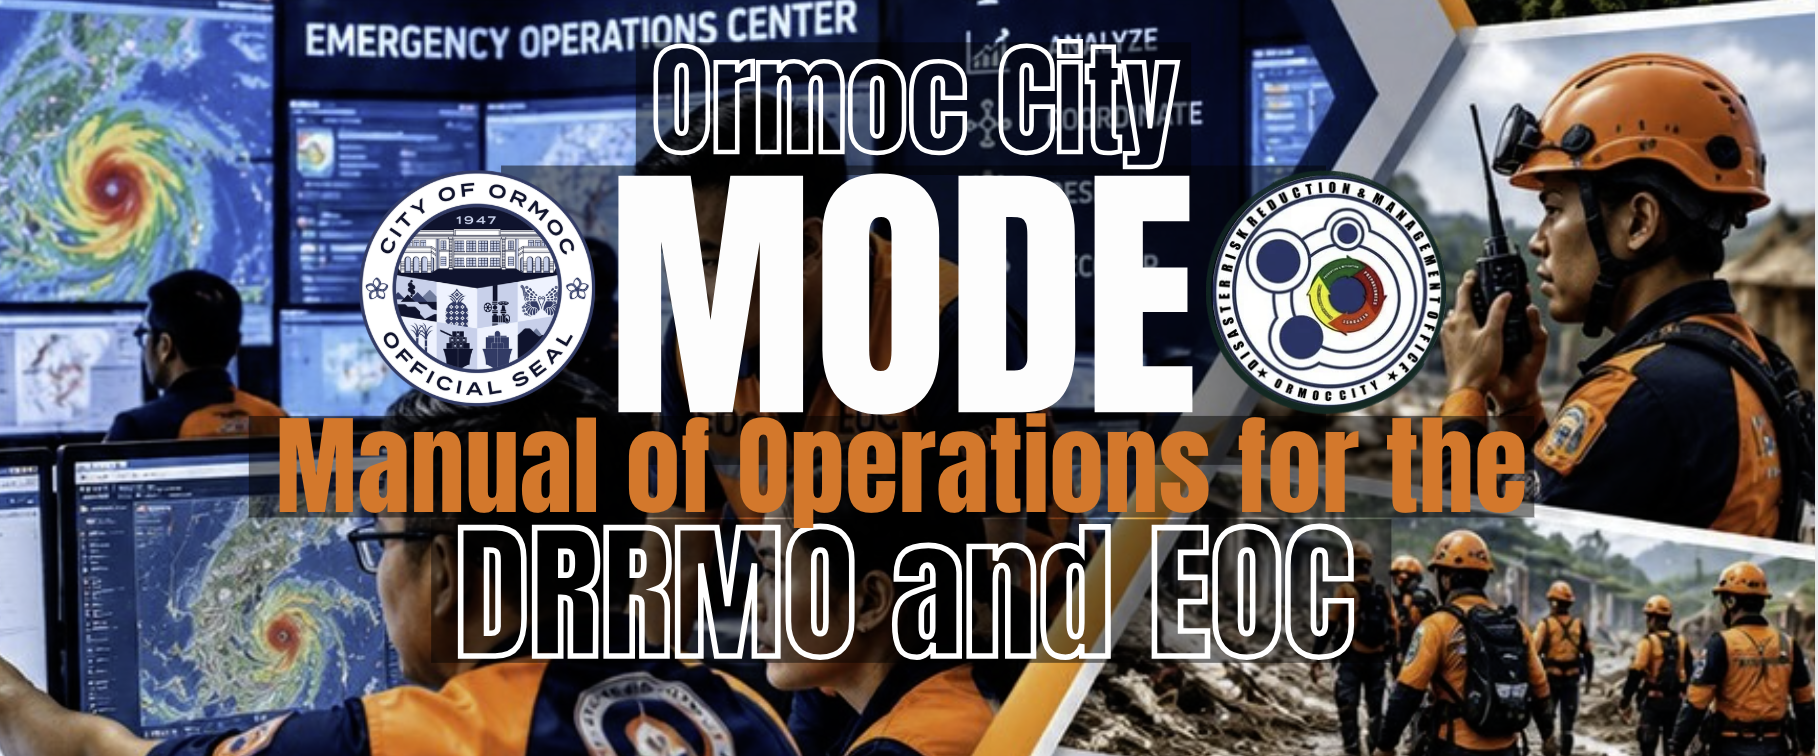 EMERGENCY OPERATIONS CENTER
ANALYZE
COORDINATE
Ormoc City
MODE
CITY OF ORMOC
1947
OFFICIAL SEAL
DISASTER RISK REDUCTION & MANAGEMENT OFFICE
ORMOC CITY
Manual of Operations for the
DRRMO and EOC